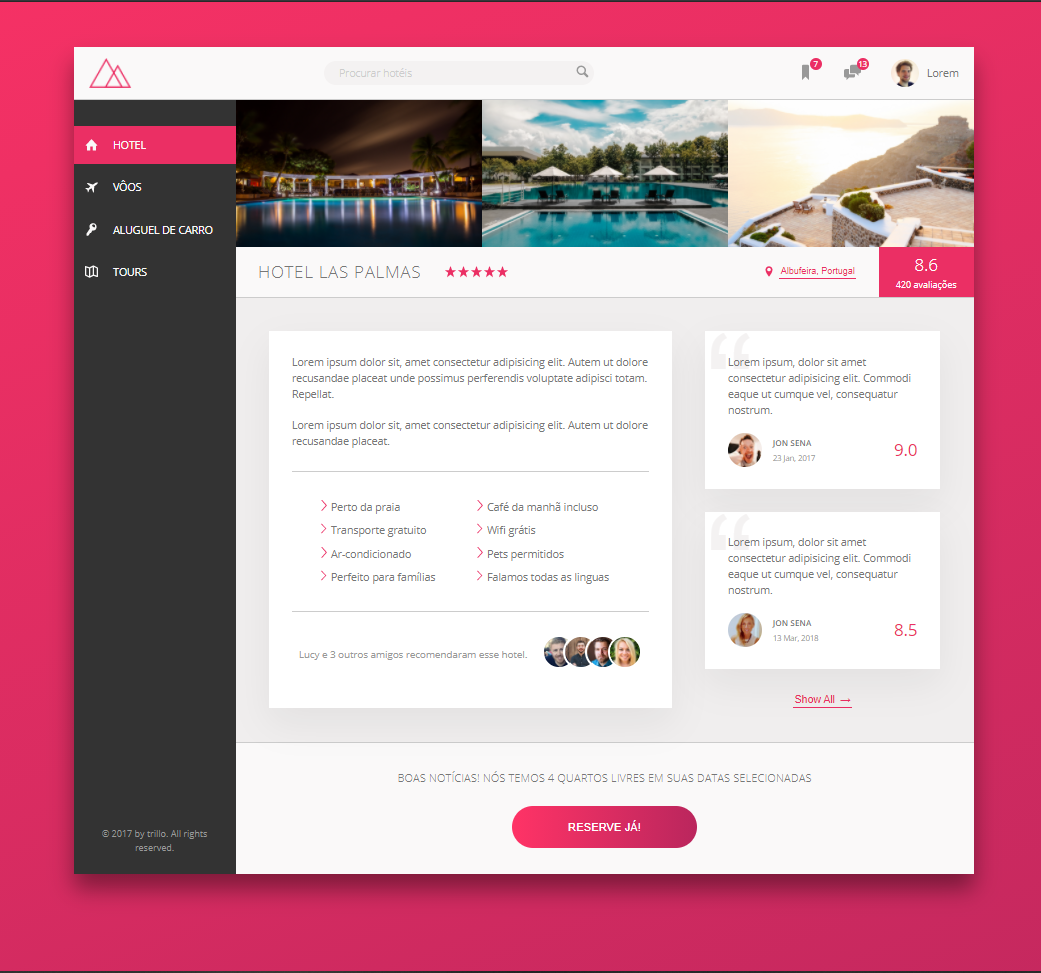 Procurar hotéis
7
13
Lorem
HOTEL
VÔOS
ALUGUEL DE CARRO
TOURS
© 2017 by trillo. All rights
reserved.
HOTEL LAS PALMAS
Albufeira, Portugal
8.6
420 avaliações
Lorem ipsum dolor sit, amet consectetur adipisicing elit. Autem ut dolore
recusandae placeat unde possimus perferendis voluptate adipisci totam.
Repellat.
Lorem ipsum dolor sit, amet consectetur adipisicing elit. Autem ut dolore
recusandae placeat.
Perto da praia
Café da manhã incluso
Transporte gratuito
Wifi grátis
Ar-condicionado
Pets permitidos
Perfeito para famílias
Falamos todas as linguas
Lucy e 3 outros amigos recomendaram esse hotel.
Lorem ipsum, dolor sit amet
consectetur adipisicing elit. Commodi
eaque ut cumque vel, consequatur
nostrum.
JON SENA
23 Jan, 2017
9.0
Lorem ipsum, dolor sit amet
consectetur adipisicing elit. Commodi
eaque ut cumque vel, consequatur
nostrum.
JON SENA
13 Mar, 2018
8.5
Show All →
BOAS NOTÍCIAS! NÓS TEMOS 4 QUARTOS LIVRES EM SUAS DATAS SELECIONADAS
RESERVE JÁ!